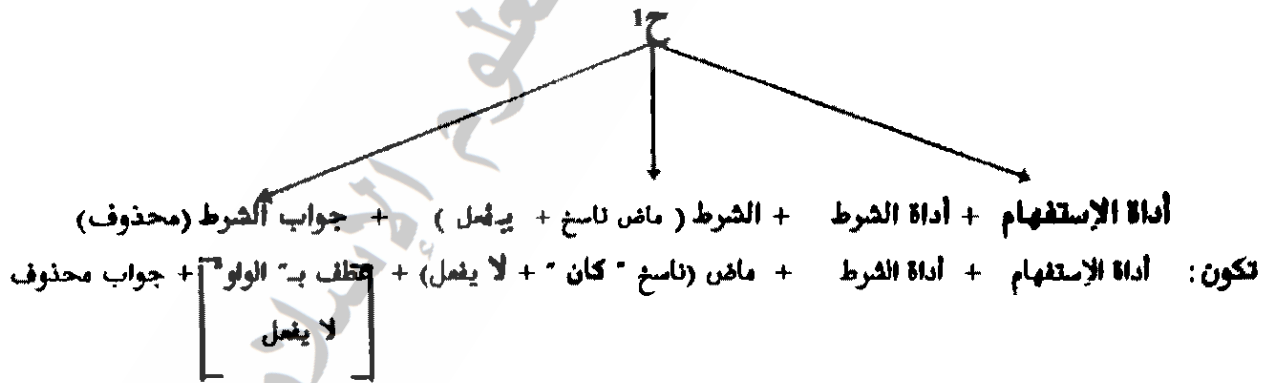 ح1
أداة الإستفهام + أداة الشرط + الشرط ( ماض ناسخ + يفعل ) + جواب الشرط (محذوف)
تكون : أداة الإستفهام + أداة الشرط + ماض (ناسخ " كان " + لا يفعل) + [عطف بـ" الواو"] + جواب محذوف
لا يفعل